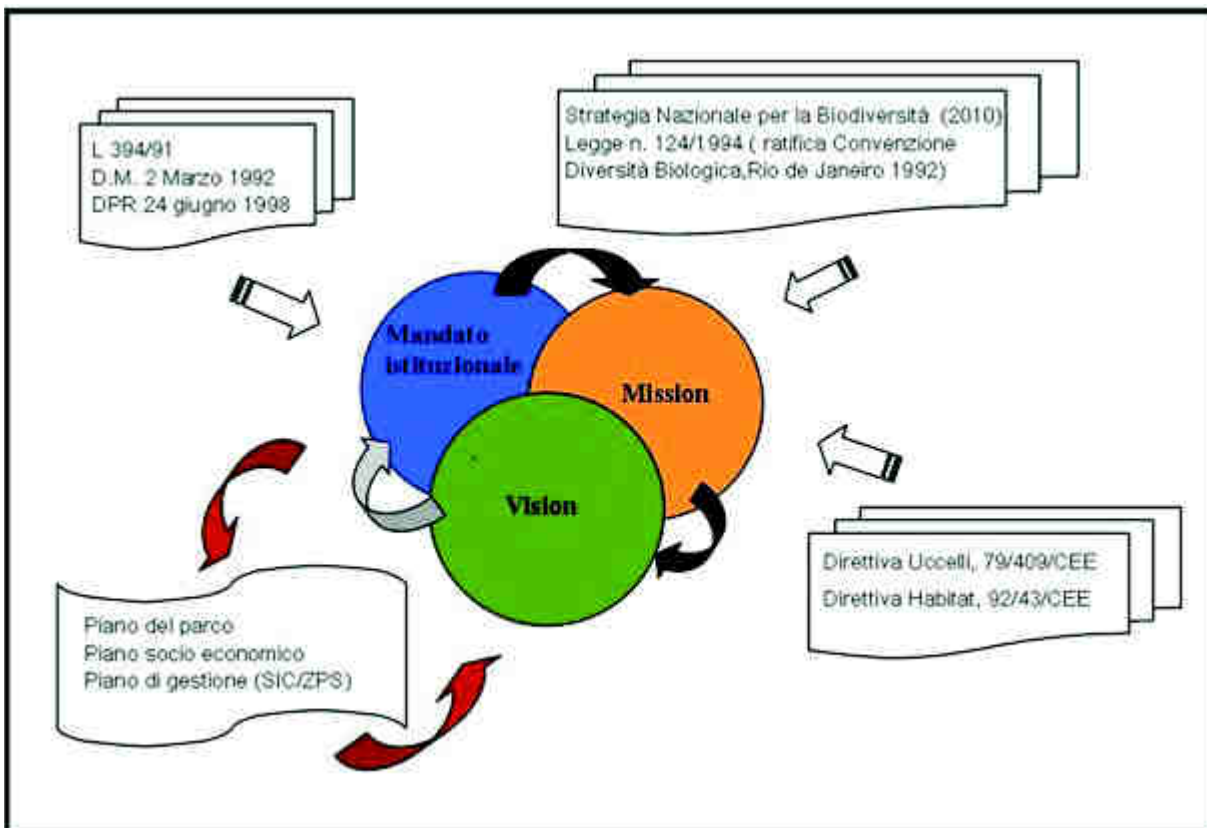 L 394/91
D.M. 2 Marzo 1992
DPR 24 giugno 1998
Strategia Nazionale per la Biodiversità (2010)
Legge n. 124/1994 ( ratifica Convenzione
Diversità Biologica,Rio de Janeiro 1992)
Mandato
istituzionale
Mission
Vision
Direttiva Uccelli, 79/409/CEE
Direttiva Habitat, 92/43/CEE
Piano del parco
Piano socio economico
Piano di gestione (SIC/ZPS)